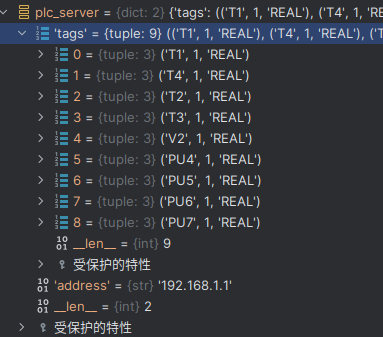 plc_server = {dict: 2} {'tags': (('T1', 1, 'REAL'), ('T4', 1, 'REAL'), (
'tags' = {tuple: 9} (('T1', 1, 'REAL'), ('T4', 1, 'REAL'), ('T
0 = {tuple: 3} ('T1', 1, 'REAL')
1 = {tuple: 3} ('T4', 1, 'REAL')
2 = {tuple: 3} ('T2', 1, 'REAL')
3 = {tuple: 3} ('T3', 1, 'REAL')
4 = {tuple: 3} ('V2', 1, 'REAL')
5 = {tuple: 3} ('PU4', 1, 'REAL')
6 = {tuple: 3} ('PU5', 1, 'REAL')
7 = {tuple: 3} ('PU6', 1, 'REAL')
8 = {tuple: 3} ('PU7', 1, 'REAL')
__len__ = {int} 9
受保护的特性
'address' = {str} '192.168.1.1'
__len__ = {int} 2
受保护的特性